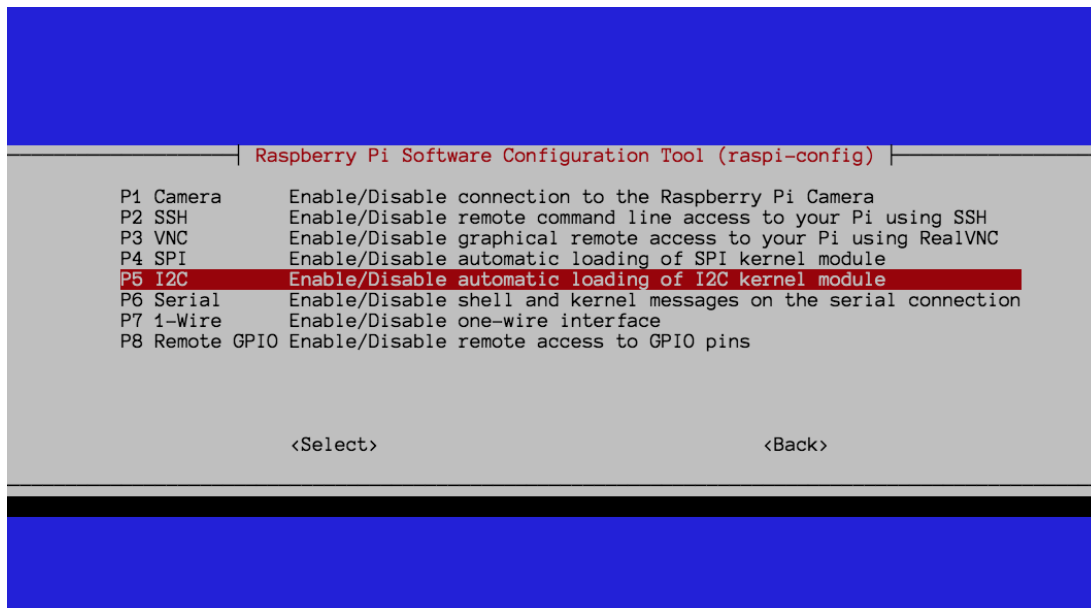 Raspberry Pi Software Configuration Tool (raspi-config)
P1 Camera Enable/Disable connection to the Raspberry Pi Camera
P2 SSH Enable/Disable remote command line access to your Pi using SSH
P3 VNC Enable/Disable graphical remote access to your Pi using RealVNC
P4 SPI Enable/Disable automatic loading of SPI kernel module
P5 I2C Enable/Disable automatic loading of I2C kernel module
P6 Serial Enable/Disable shell and kernel messages on the serial connection
P7 1-Wire Enable/Disable one-wire interface
P8 Remote GPIO Enable/Disable remote access to GPIO pins
<Select> <Back>